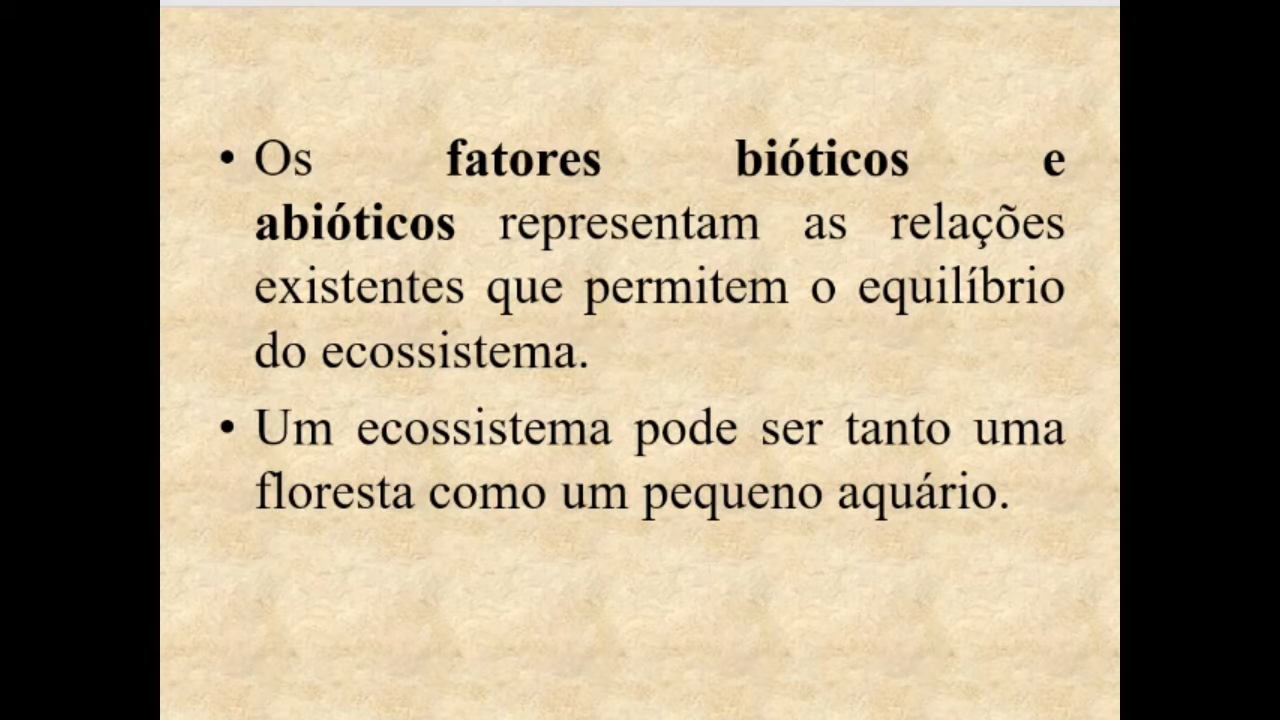 • Os fatores bióticos e
abióticos representam as relações
existentes que permitem o equilíbrio
do ecossistema.
• Um ecossistema pode ser tanto uma
floresta como um pequeno aquário.